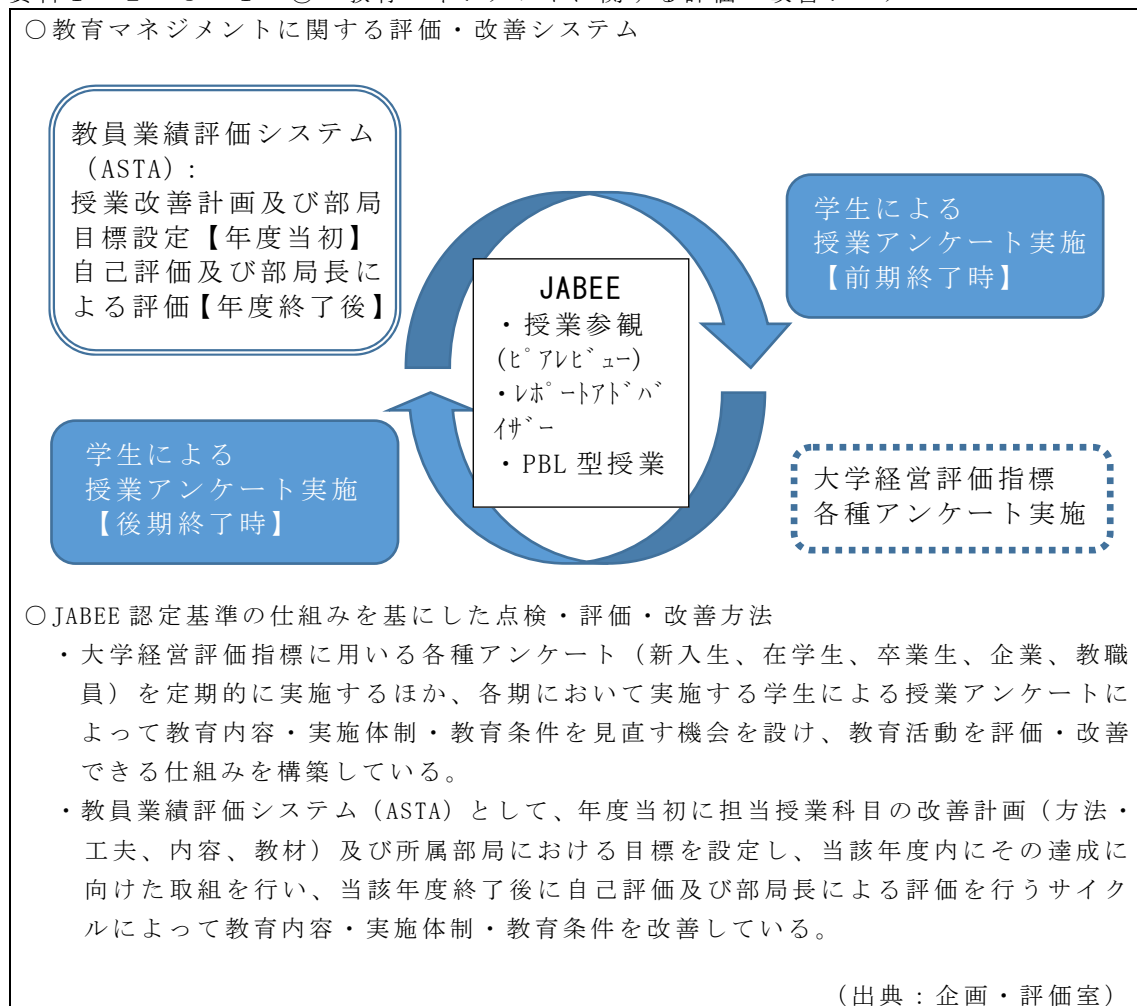 ○教育マネジメントに関する評価・改善システム
教員業績評価システム
（ASTA）:
授業改善計画及び部局
目標設定【年度当初】
自己評価及び部局長に
よる評価【年度終了後】
学生による
授業アンケート実施
【前期終了時】
JABEE
・授業参観
(ﾋﾟｱﾚﾋﾞｭｰ)
・ﾚﾎﾟｰﾄｱﾄﾞﾊﾞ
ｲｻﾞｰ
・PBL 型授業
学生による
授業アンケート実施
【後期終了時】
大学経営評価指標
各種アンケート実施
○JABEE 認定基準の仕組みを基にした点検・評価・改善方法
・大学経営評価指標に用いる各種アンケート（新入生、在学生、卒業生、企業、教職
員）を定期的に実施するほか、各期において実施する学生による授業アンケートに
よって教育内容・実施体制・教育条件を見直す機会を設け、教育活動を評価・改善
できる仕組みを構築している。
・教員業績評価システム（ASTA）として、年度当初に担当授業科目の改善計画（方法・
工夫、内容、教材）及び所属部局における目標を設定し、当該年度内にその達成に
向けた取組を行い、当該年度終了後に自己評価及び部局長による評価を行うサイク
ルによって教育内容・実施体制・教育条件を改善している。
（出典：企画・評価室）